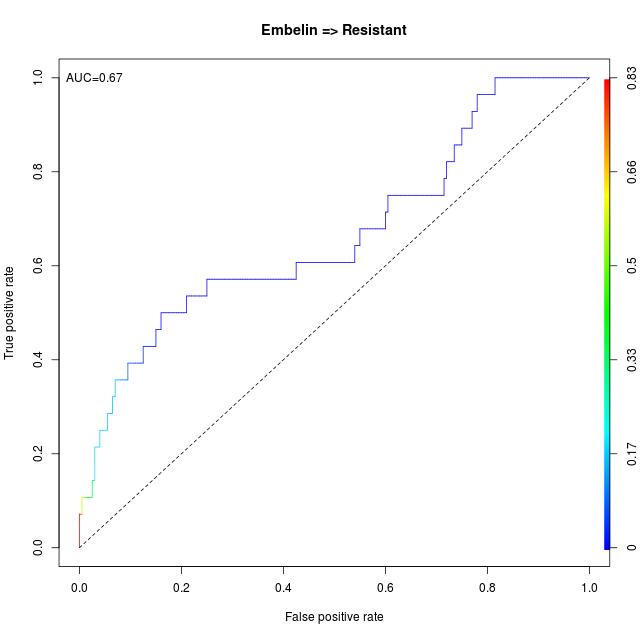 Embelin => Resistant
AUC=0.67
True positive rate
1.0
0.8
0.6
0.4
0.2
0.0
0.83
0.66
0.5
0.33
0.17
0
0.0 0.2 0.4 0.6 0.8 1.0
False positive rate